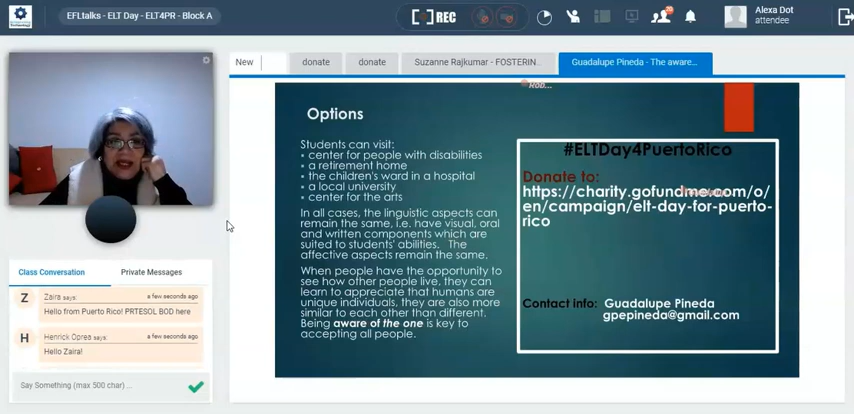 EFLtalks - ELT Day - ELT4PR - Block A
REC
20
Alexa Dot
attendee
New
donate
donate
Suzanne Rajkumar - FOSTERIN...
Guadalupe Pineda - The aware...
Options
Students can visit:
▪ center for people with disabilities
▪ a retirement home
▪ the children's ward in a hospital
▪ a local university
▪ center for the arts
In all cases, the linguistic aspects can
remain the same, i.e. have visual, oral
and written components which are
suited to students' abilities. The
affective aspects remain the same.
When people have the opportunity to
see how other people live, they can
learn to appreciate that humans are
unique individuals, they are also more
similar to each other than different.
Being aware of the one is key to
accepting all people.
#ELTDay4PuertoRico
Donate to:
https://charity.gofundme.com/o/
en/campaign/elt-day-for-puerto-
rico
Contact info: Guadalupe Pineda
gpepineda@gmail.com
Class Conversation
Private Messages
Z
Zaira says:
a few seconds ago
Hello from Puerto Rico! PRTESOL BOD here
H
Henrick Oprea says:
a few seconds ago
Hello Zaira!
Say Something (max 500 char) ...